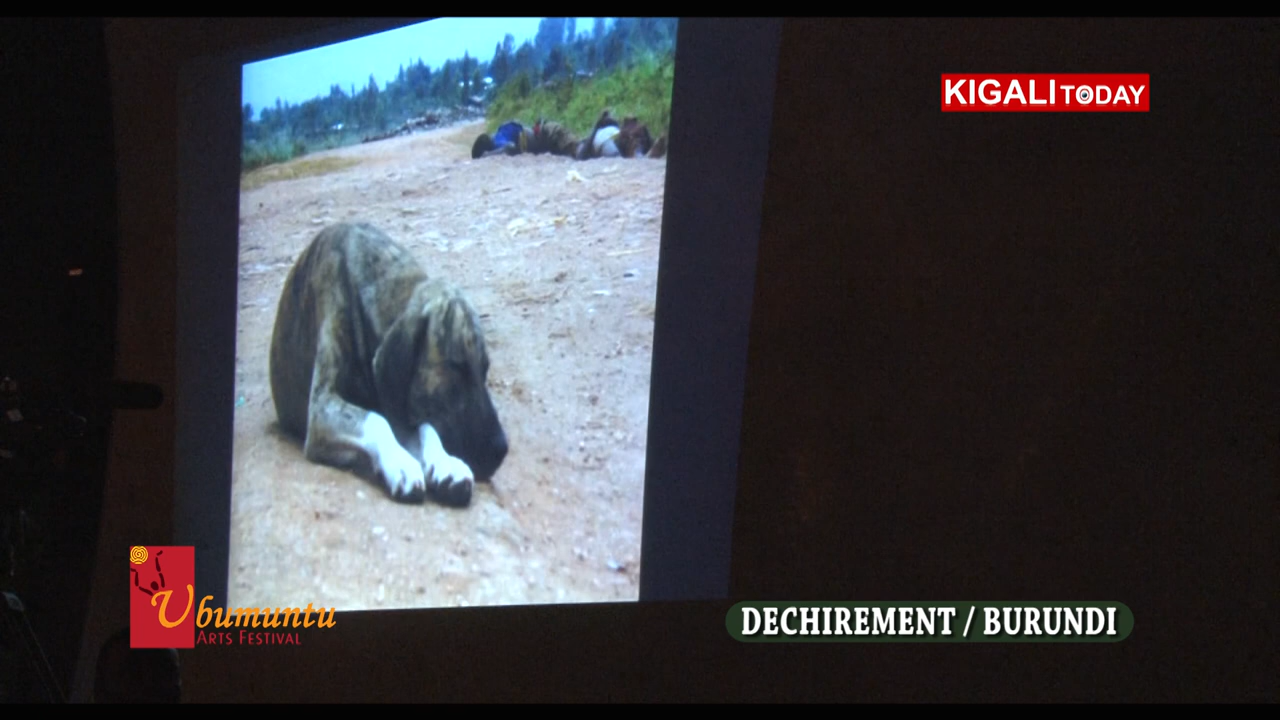 KIGALI TODAY
Ubumuntu
ARTS FESTIVAL
DECHIREMENT / BURUNDI